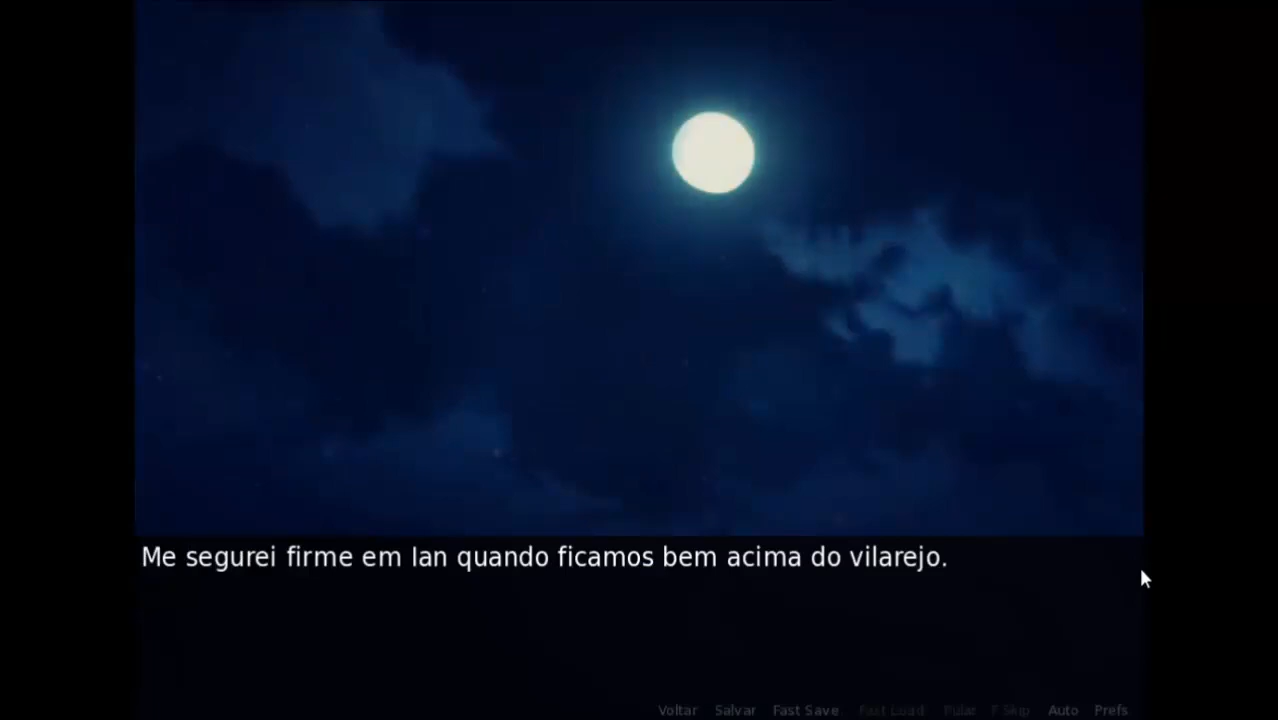 Me segurei firme em Ian quando ficamos bem acima do vilarejo.
Voltar Salvar Fast Save Fast Load Pular F Skip Auto Prefs